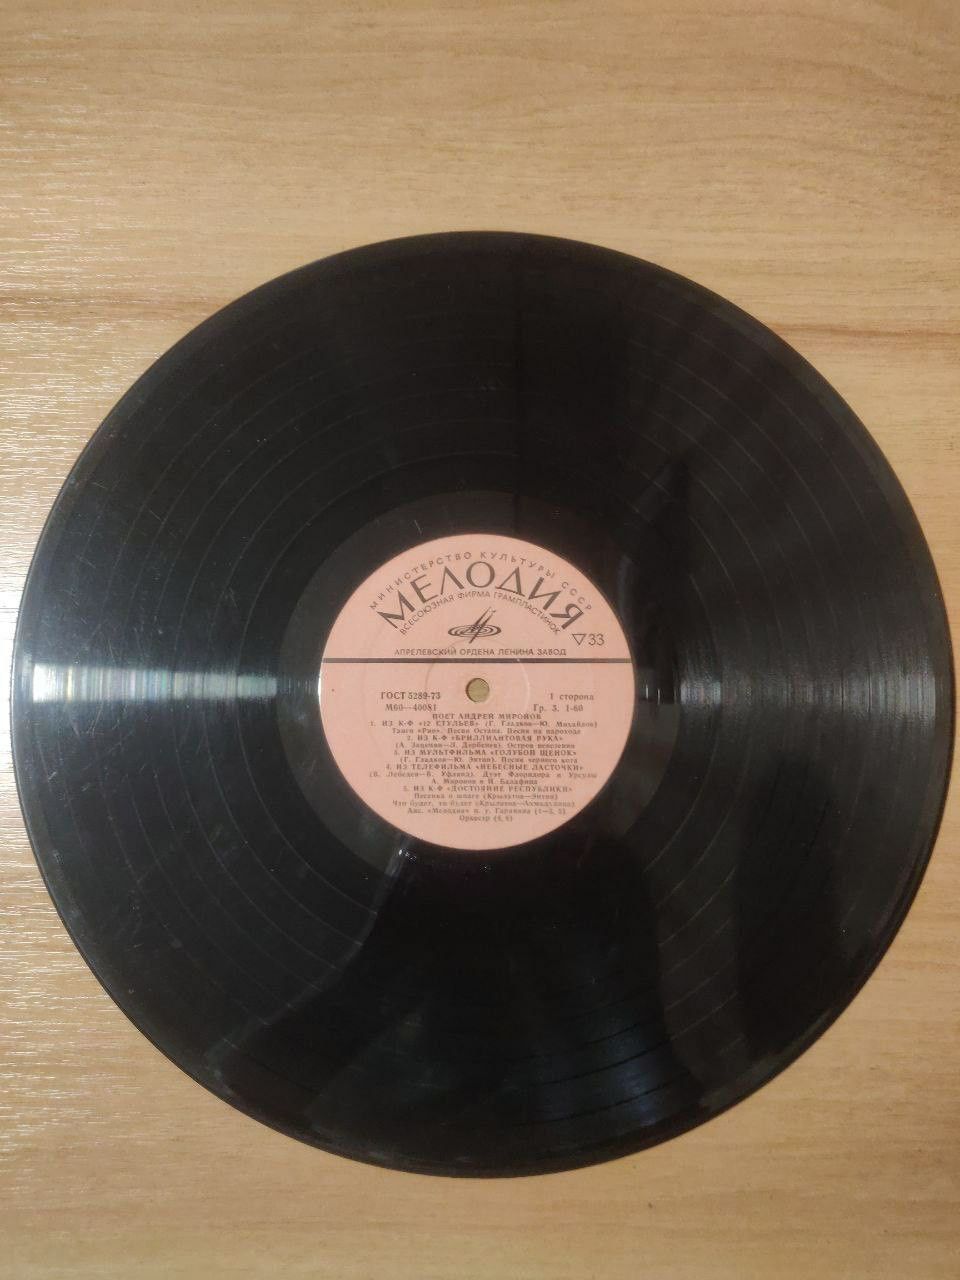 МИНИСТЕРСТВО КУЛЬТУРЫ СССР
МЕЛОДИЯ
ВСЕСОЮЗНАЯ ФИРМА ГРАМПЛАСТИНОК
33
АПРЕЛЕВСКИЙ ОРДЕНА ЛЕНИНА ЗАВОД
ГОСТ 5289-73 1 сторона
М60—40081 Гр. 3. 1-60
ПОЕТ АНДРЕЙ МИРОНОВ
1. ИЗ К-Ф «12 СТУЛЬЕВ» (Г. Гладков—Ю. Михайлов)
Танго «Рио». Песня Остапа. Песня на пароходе
2. ИЗ К-Ф «БРИЛЛИАНТОВАЯ РУКА»
(А. Зацепин—Л. Дербенев). Остров невезения
3. ИЗ МУЛЬТФИЛЬМА «ГОЛУБОЙ ЩЕНОК»
(Г. Гладков—Ю. Энтин). Песня черного кота
4. ИЗ ТЕЛЕФИЛЬМА «НЕБЕСНЫЕ ЛАСТОЧКИ»
(В. Лебедев—В. Уфлянд). Дуэт Флоридора и Урсулы
А. Миронов и И.
5. ИЗ К-Ф «ДОСТОЯНИЕ РЕСПУБЛИКИ»
Песенка о шпаге (Крылатов—Энтин)
Что будет, то будет (Крылатов—Ахмадулина)
Анс. «Мелодия» п. у. Гараняна
Оркестр